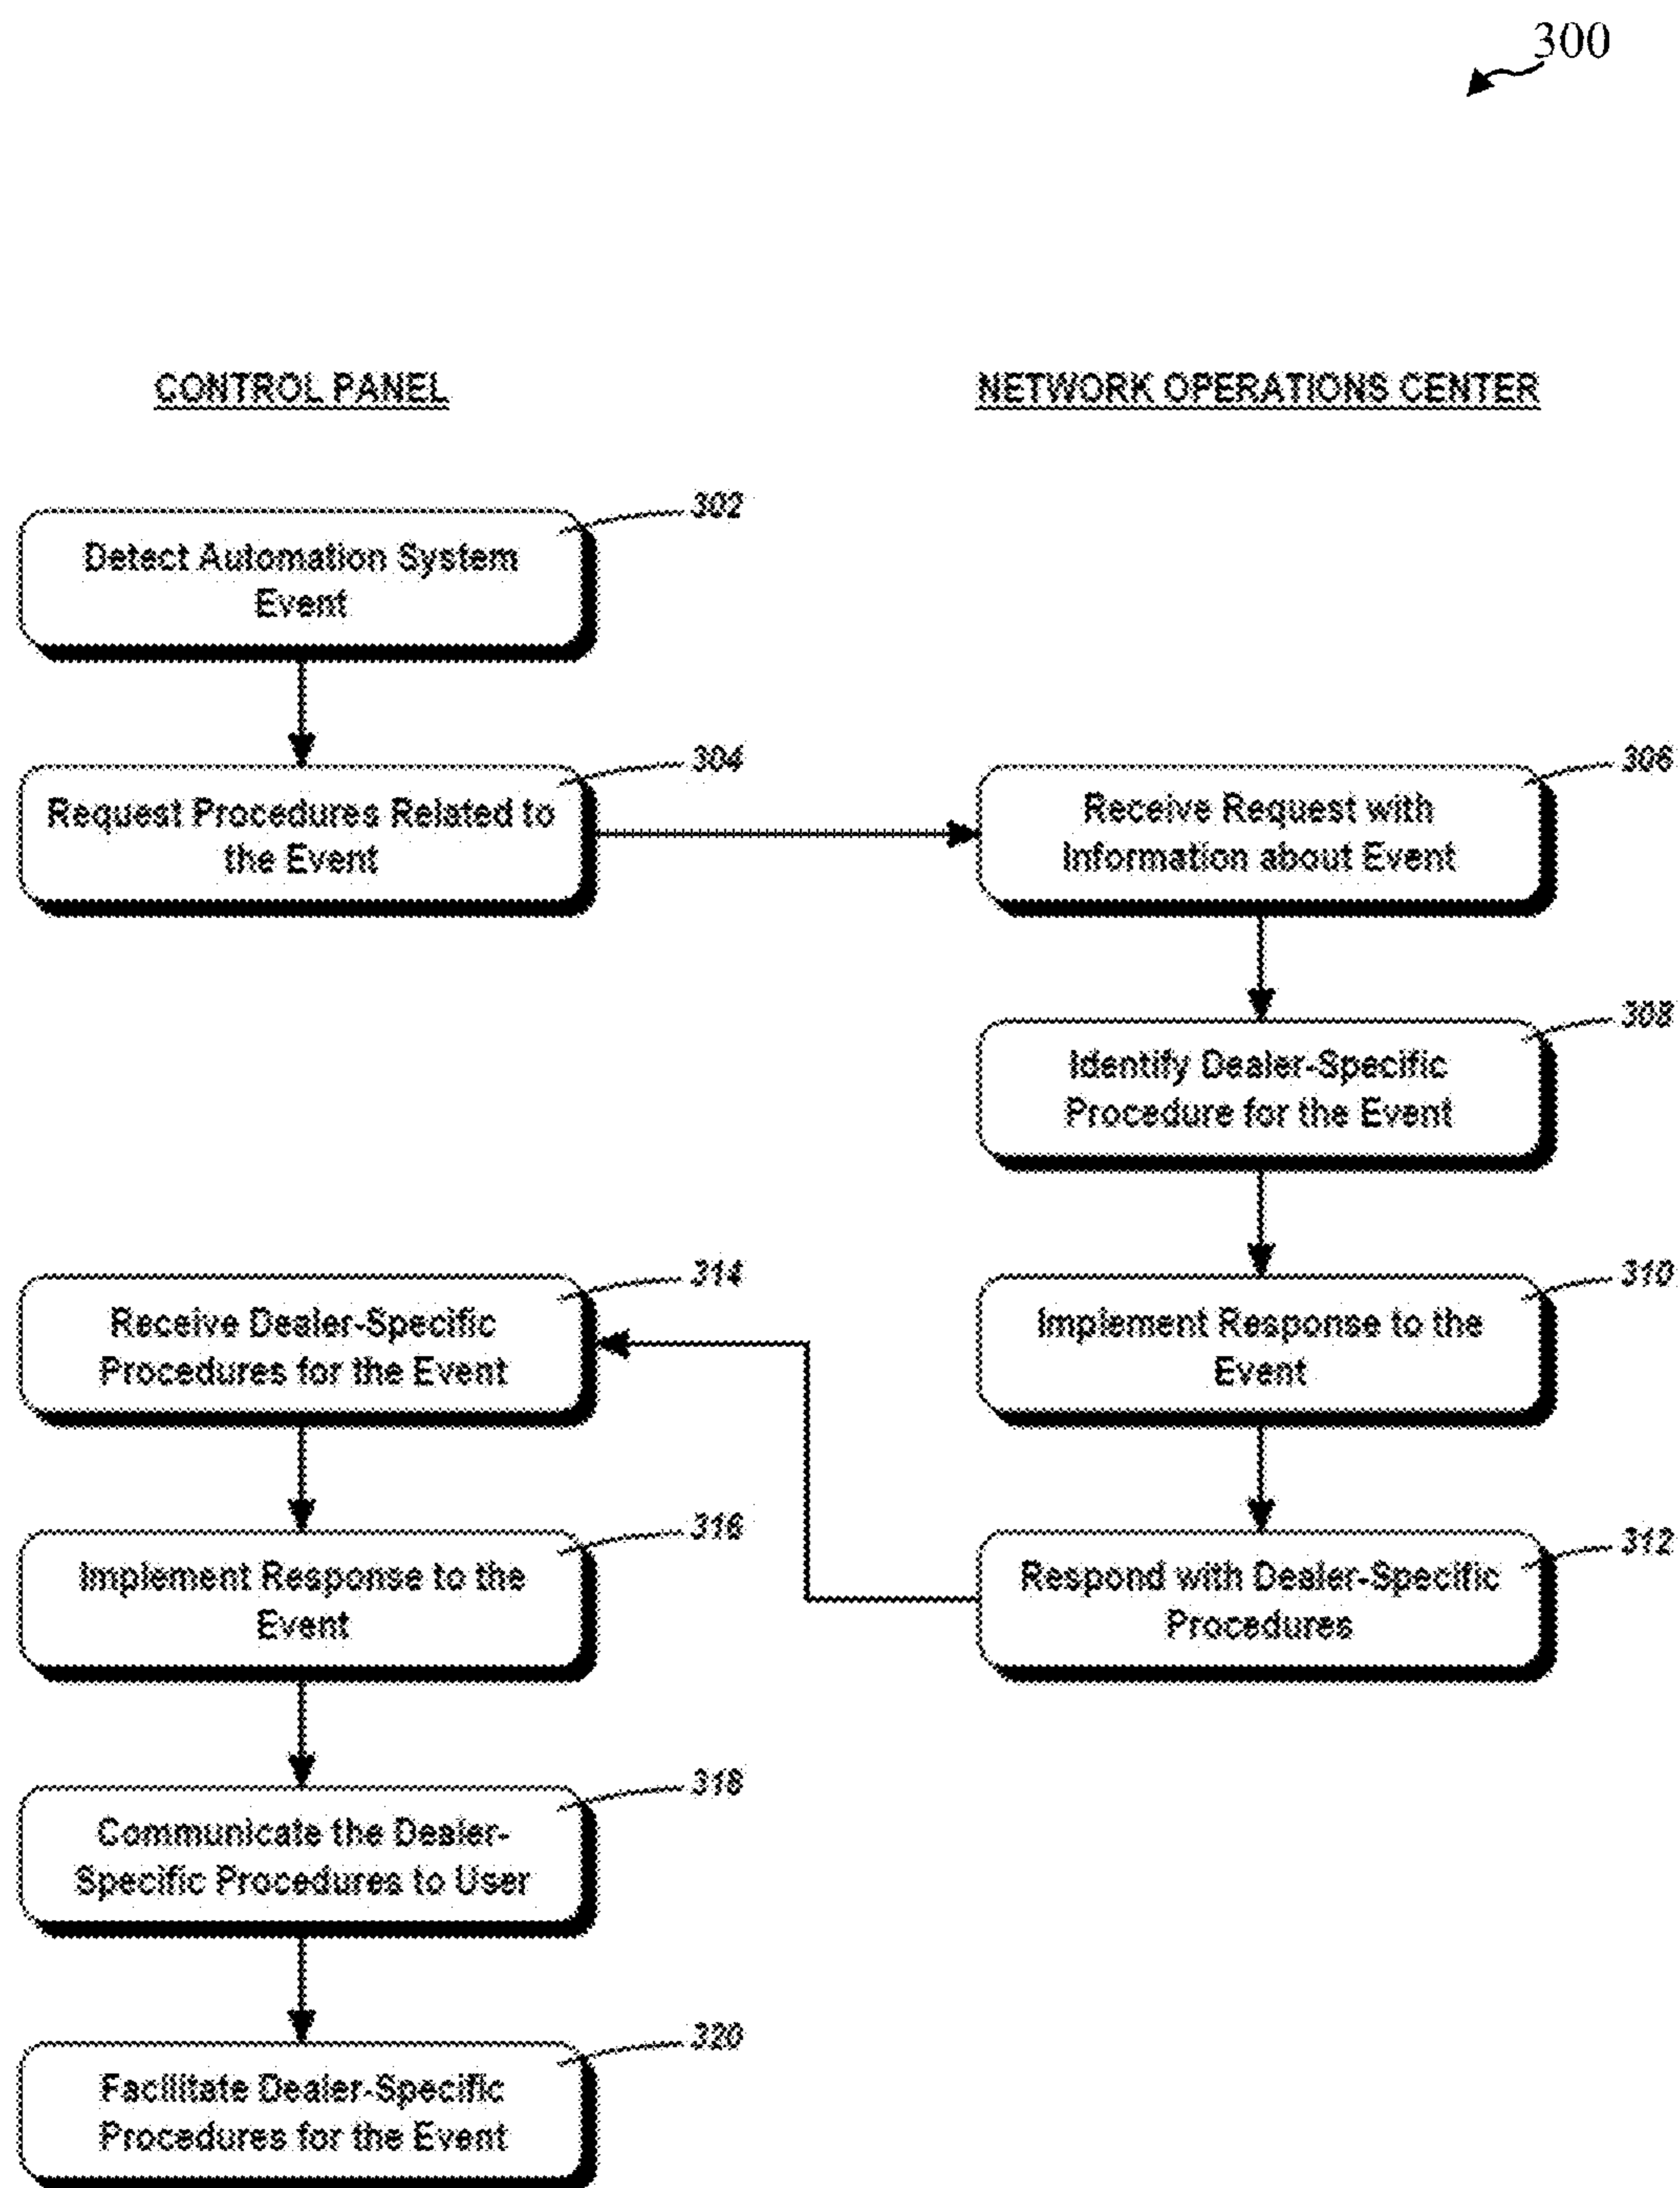 300
CONTROL PANEL
NETWORK OPERATIONS CENTER
302
Detect Automation System
Event
304
Request Procedures Related to
the Event
306
Receive Request with
Information about Event
308
Identify Dealer-Specific
Procedure for the Event
310
Implement Response to the
Event
312
Respond with Dealer-Specific
Procedures
314
Receive Dealer-Specific
Procedures for the Event
316
Implement Response to the
Event
318
Communicate the Dealer-
Specific Procedures to User
320
Facilitate Dealer-Specific
Procedures for the Event